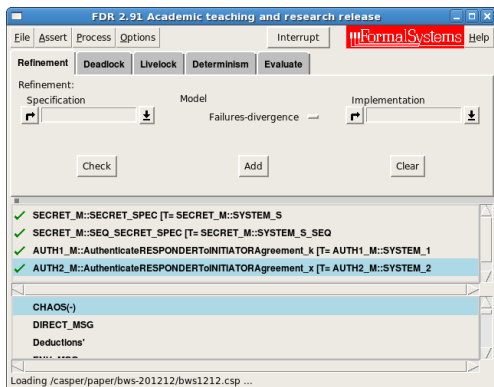 FDR 2.91 Academic teaching and research release
File Assert Process Options Interrupt FormalSystems Help
Refinement Deadlock Livelock Determinism Evaluate
Refinement:
Specification Model Implementation
Failures-divergence
Check Add Clear
SECRET_M::SECRET_SPEC [T= SECRET_M::SYSTEM_S
SECRET_M::SEQ_SECRET_SPEC [T= SECRET_M::SYSTEM_S_SEQ
AUTH1_M::AuthenticateRESPONDERToINITIATORAgreement_k [T= AUTH1_M::SYSTEM_1
AUTH2_M::AuthenticateRESPONDERToINITIATORAgreement_x [T= AUTH2_M::SYSTEM_2
CHAOS(-)
DIRECT_MSG
Deductions'
Loading /casper/paper/bws-201212/bws1212.csp ...